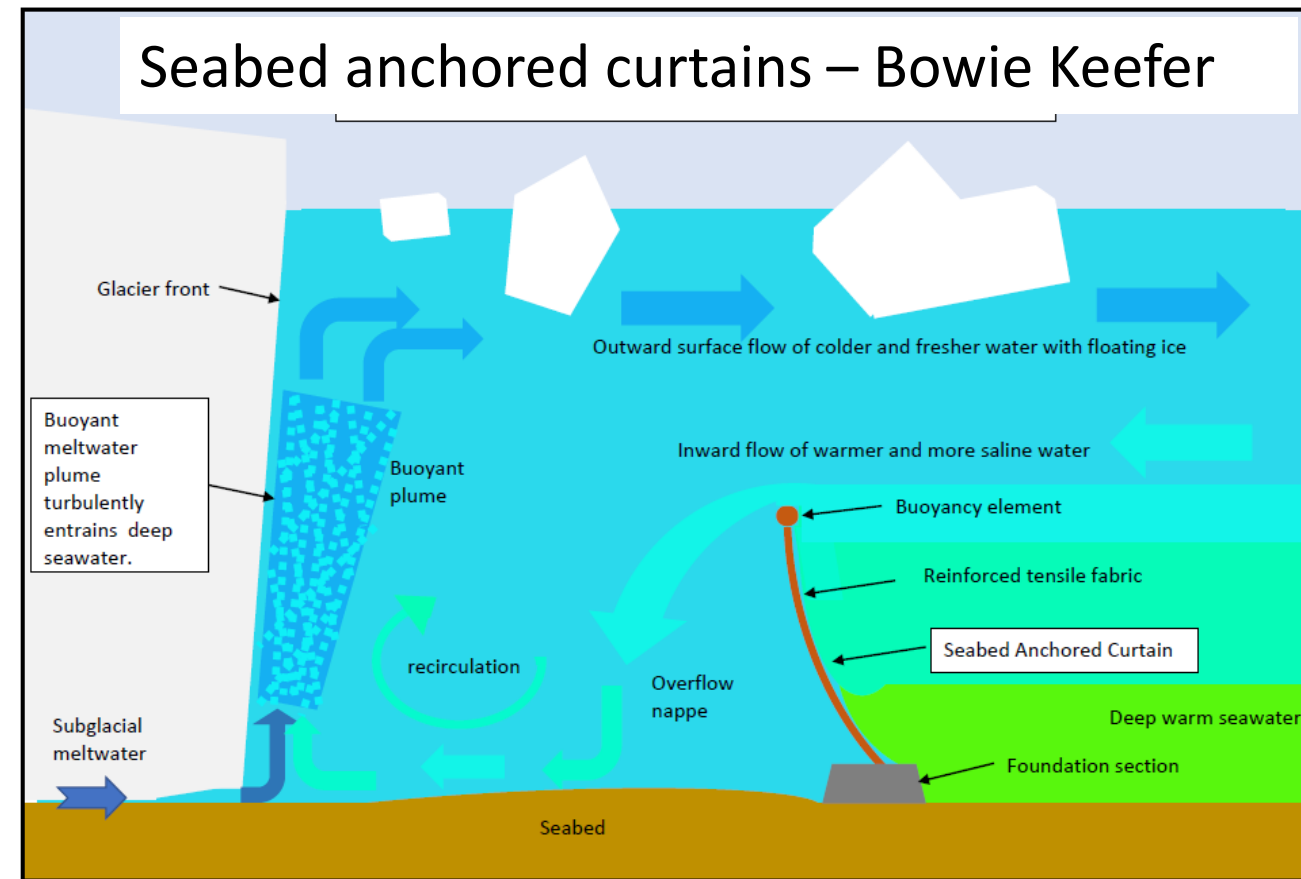 Seabed anchored curtains – Bowie Keefer
Glacier front
Outward surface flow of colder and fresher water with floating ice
Buoyant
meltwater
plume
turbulently
entrains deep
seawater.
Buoyant
plume
Inward flow of warmer and more saline water
Buoyancy element
Reinforced tensile fabric
Seabed Anchored Curtain
recirculation
Overflow
nappe
Deep warm seawater
Subglacial
meltwater
Foundation section
Seabed